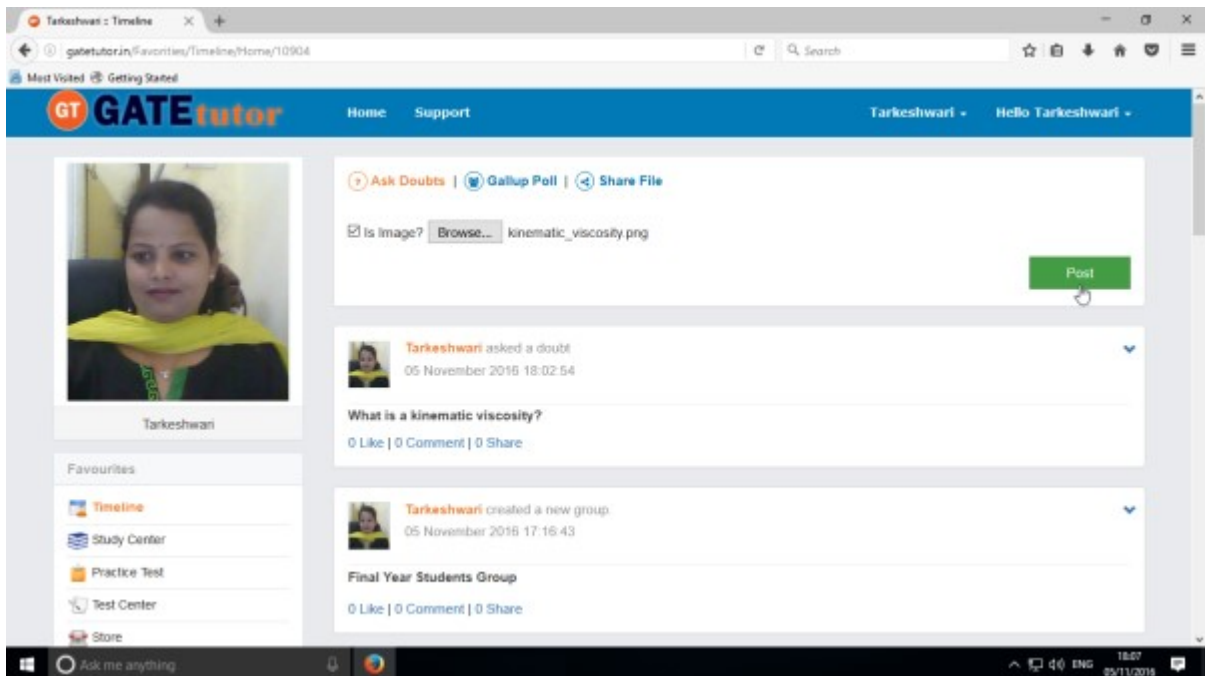 Tarkeshwari :: Timeline
gatetutor.in/Favorities/Timeline/Home/10904
Search
Most Visited Getting Started
GT GATEtutor Home Support Tarkeshwari Hello Tarkeshwari
Ask Doubts | Gallup Poll | Share File
Is Image? Browse... kinematic_viscosity.png
Post
Tarkeshwari asked a doubt
05 November 2016 18:02:54
What is a kinematic viscosity?
0 Like | 0 Comment | 0 Share
Tarkeshwari
Favourites
Timeline
Study Center
Practice Test
Test Center
Store
Tarkeshwari created a new group
05 November 2016 17:16:43
Final Year Students Group
0 Like | 0 Comment | 0 Share
Ask me anything
ENG
18:07
05/11/2016